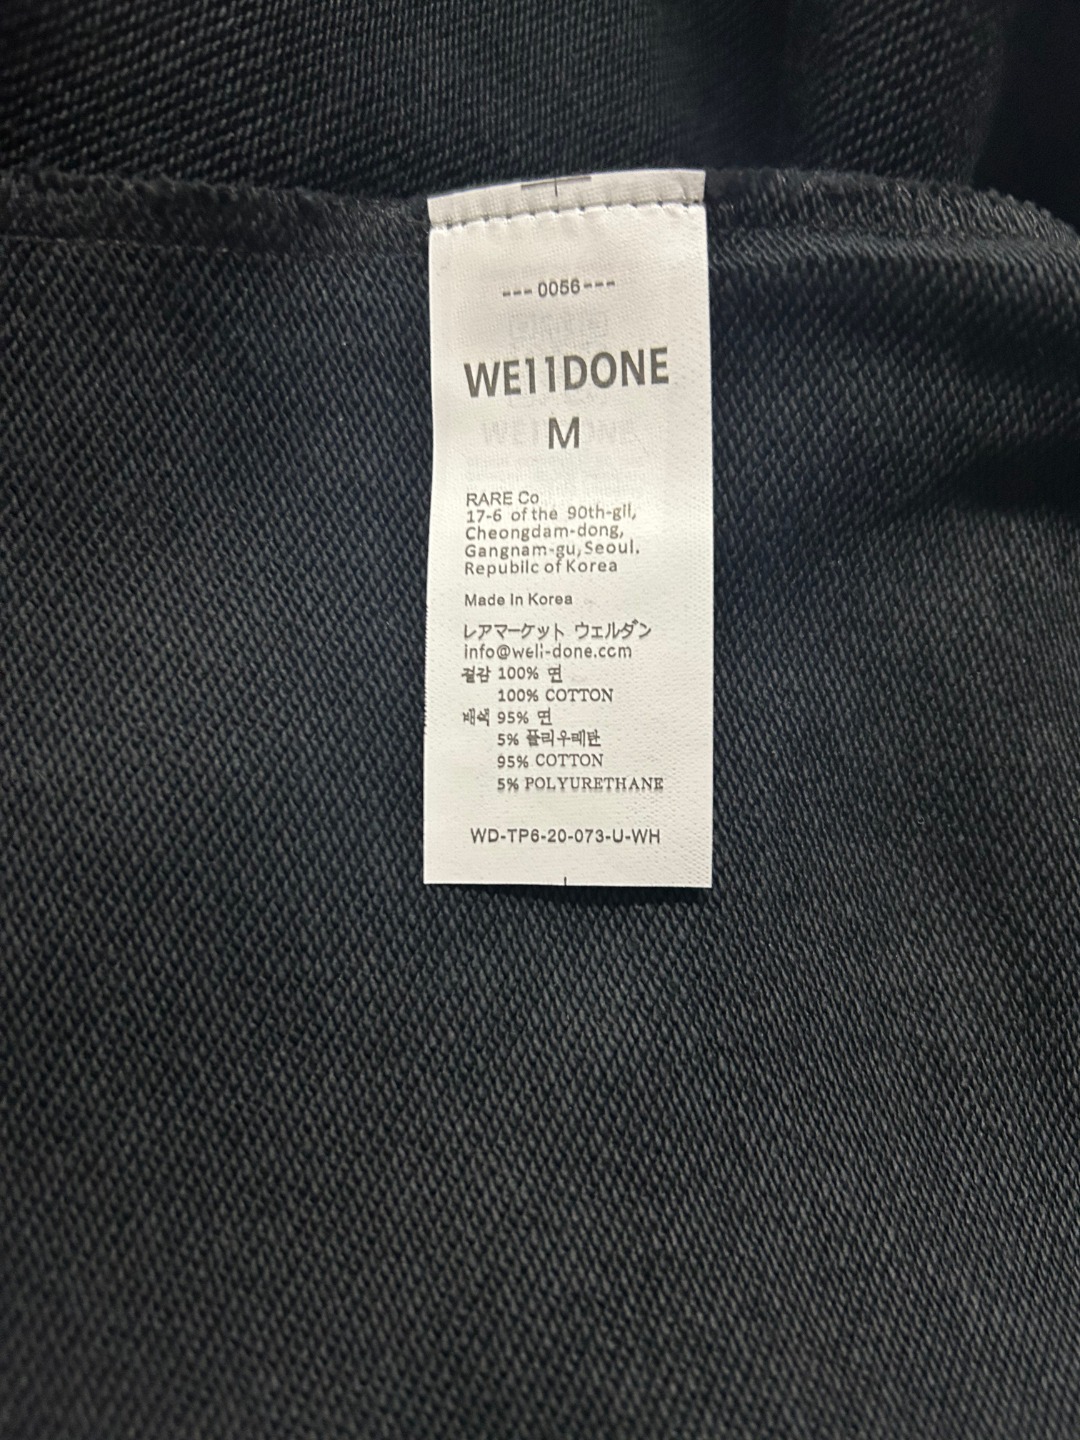 ---0056---
WE11DONE
M
RARE Co
17-6 of the 90th-gil,
Cheongdam-dong,
Gangnam-gu,Seoul.
Repubilc of Korea
Made In Korea
レアマーケット ウェルダン
info@well-done.com
겉감 100% 면
100% COTTON
배색 95% 면
5% 폴리우레탄
95% COTTON
5% POLYURETHANE
WD-TP6-20-073-U-WH